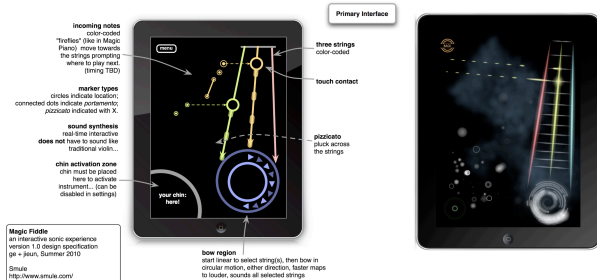 Primary Interface
incoming notes
color-coded
"fireflies" (like in Magic
Piano) move towards
the strings prompting
where to play next.
(timing TBD)
marker types
circles indicate location;
connected dots indicate portamento;
pizzicato indicated with X.
sound synthesis
real-time interactive
does not have to sound like
traditional violin...
chin activation zone
chin must be placed
here to activate
instrument... (can be
disabled in settings)
menu
your chin:
here!
three strings
color-coded
touch contact
pizzicato
pluck across
the strings
bow region
start linear to select string(s), then bow in
circular motion, either direction, faster maps
to louder, sounds all selected strings
Magic Fiddle
an interactive sonic experience
version 1.0 design specification
ge + jieun, Summer 2010
Smule
http://www.smule.com/